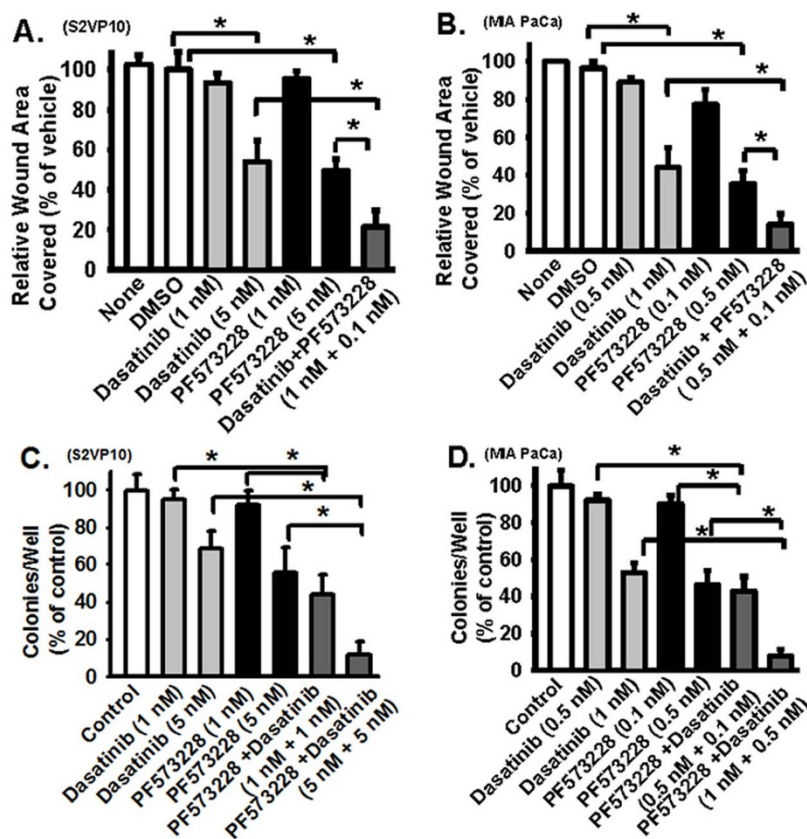 A. (S2VP10)
Relative Wound Area
Covered (% of vehicle)
100
80
60
40
20
0
* * * *
None
DMSO
Dasatinib (1 nM)
Dasatinib (5 nM)
PF573228 (1 nM)
PF573228 (5 nM)
Dasatinib+PF573228
(1 nM + 0.1 nM)
B. (MIA PaCa)
Relative Wound Area
Covered (% of vehicle)
100
80
60
40
20
0
* * * *
None
DMSO
Dasatinib (0.5 nM)
Dasatinib (1 nM)
PF573228 (0.1 nM)
PF573228 (0.5 nM)
Dasatinib + PF573228
( 0.5 nM + 0.1 nM)
C. (S2VP10)
Colonies/Well
(% of control)
100
80
60
40
20
0
* * * *
Control
Dasatinib (1 nM)
Dasatinib (5 nM)
PF573228 (1 nM)
PF573228 (5 nM)
PF573228 +Dasatinib
(1 nM + 1 nM)
PF573228 +Dasatinib
(5 nM + 5 nM)
D. (MIA PaCa)
Colonies/Well
(% of control)
100
80
60
40
20
0
* * * *
Control
Dasatinib (0.5 nM)
Dasatinib (1 nM)
PF573228 (0.1 nM)
PF573228 (0.5 nM)
PF573228 +Dasatinib
(0.5 nM + 0.1 nM)
PF573228 +Dasatinib
(1 nM + 0.5 nM)